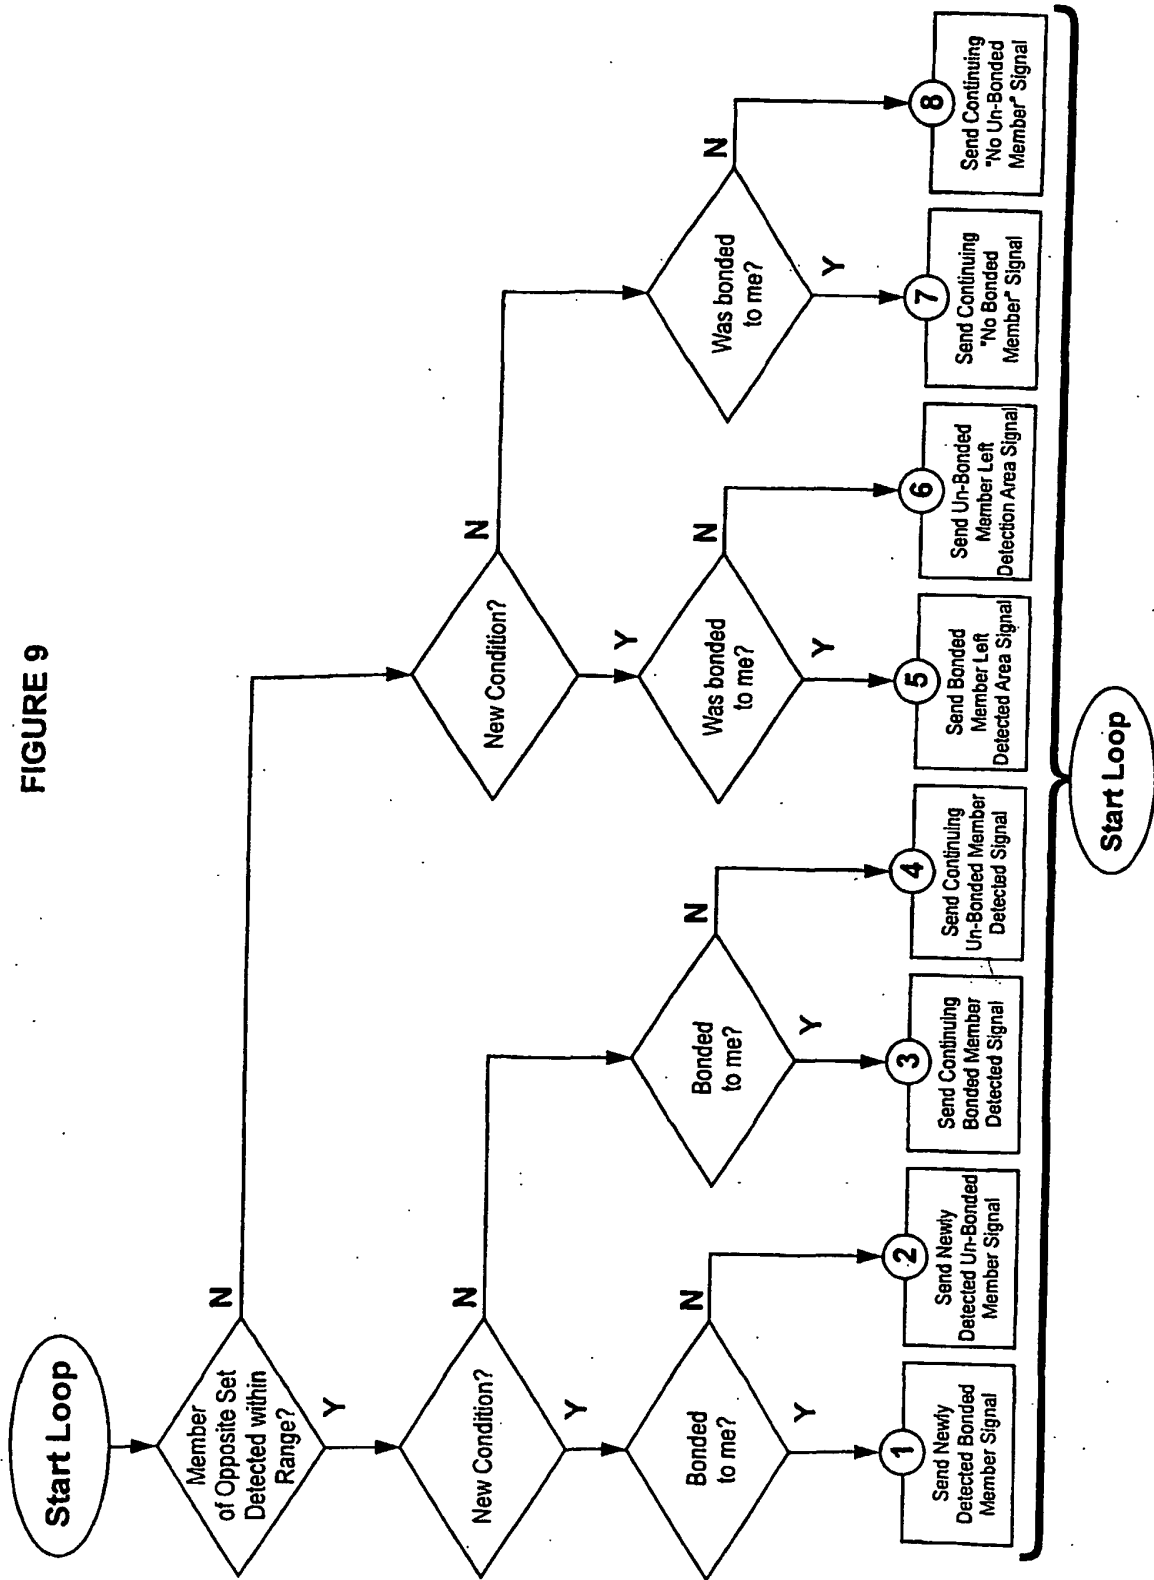 FIGURE 9
Start Loop
Member
of Opposite Set
Detected within
Range?
N
Y
New Condition?
N
Y
New Condition?
N
Y
Bonded
to me?
N
Y
Bonded
to me?
N
Y
Was bonded
to me?
N
Y
Was bonded
to me?
N
Y
1
Send Newly
Detected Bonded
Member Signal
2
Send Newly
Detected Un-Bonded
Member Signal
3
Send Continuing
Bonded Member
Detected Signal
4
Send Continuing
Un-Bonded Member
Detected Signal
5
Send Bonded
Member Left
Detected Area Signal
6
Send Un-Bonded
Member Left
Detection Area Signal
7
Send Continuing
"No Bonded
Member" Signal
8
Send Continuing
"No Un-Bonded
Member" Signal
Start Loop